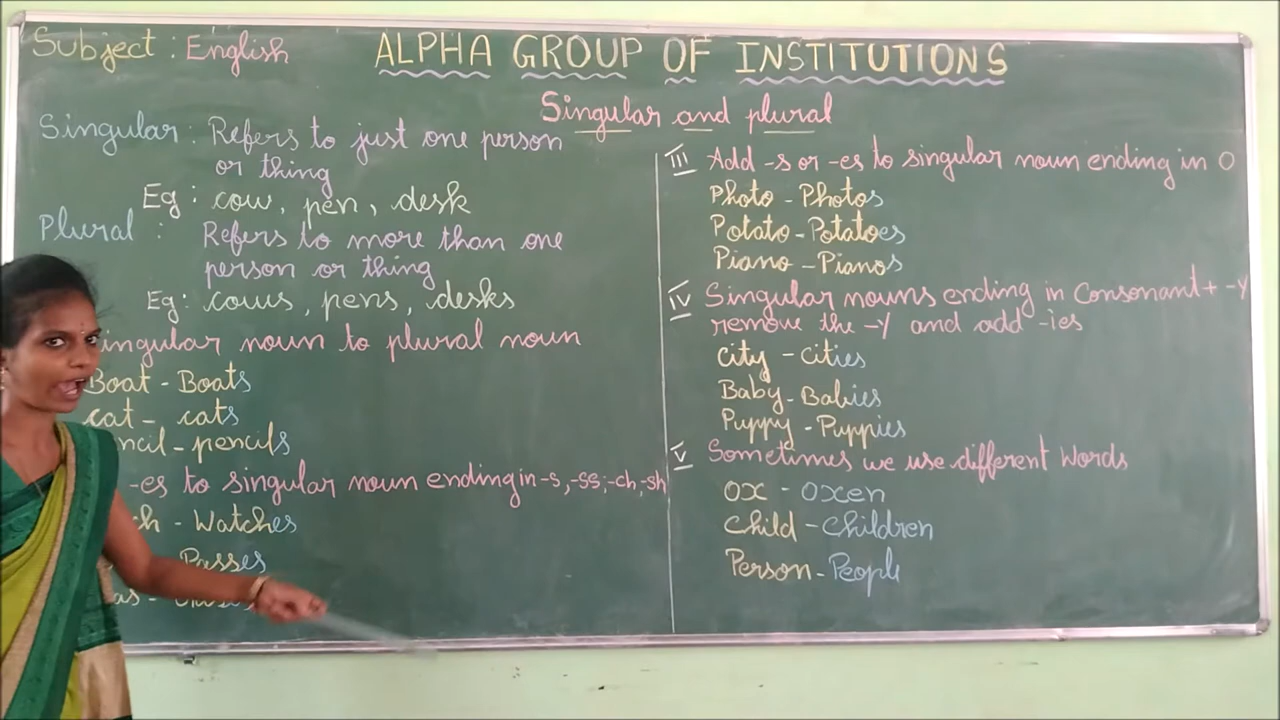 Subject : English
ALPHA GROUP OF INSTITUTIONS
Singular and plural
Singular : Refers to just one person
or thing
Eg : cow, pen, desk
Plural : Refers to more than one
person or thing
Eg : cows, pens, desks
ingular noun to plural noun
Boat - Boats
cat - cats
ncil - pencils
-es to singular noun ending in -s, -ss, -ch, -sh
h - Watches
Passes
as -
III Add -s or -es to singular noun ending in O
Photo - Photos
Potato - Potatoes
Piano - Pianos
IV Singular nouns ending in Consonant + -y
remove the -y and add -ies
City - Cities
Baby - Babies
Puppy - Puppies
V Sometimes we use different words
Ox - Oxen
Child - Children
Person - People